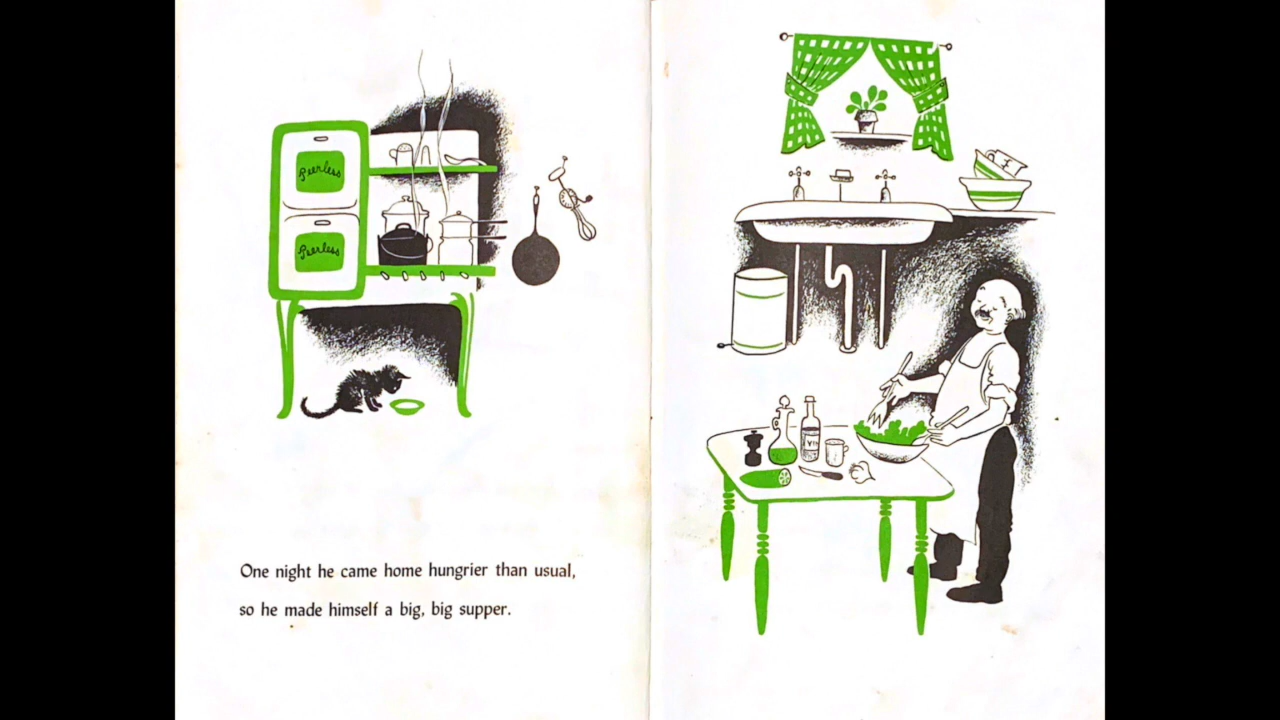 Peerless
Peerless
One night he came home hungrier than usual,
so he made himself a big, big supper.